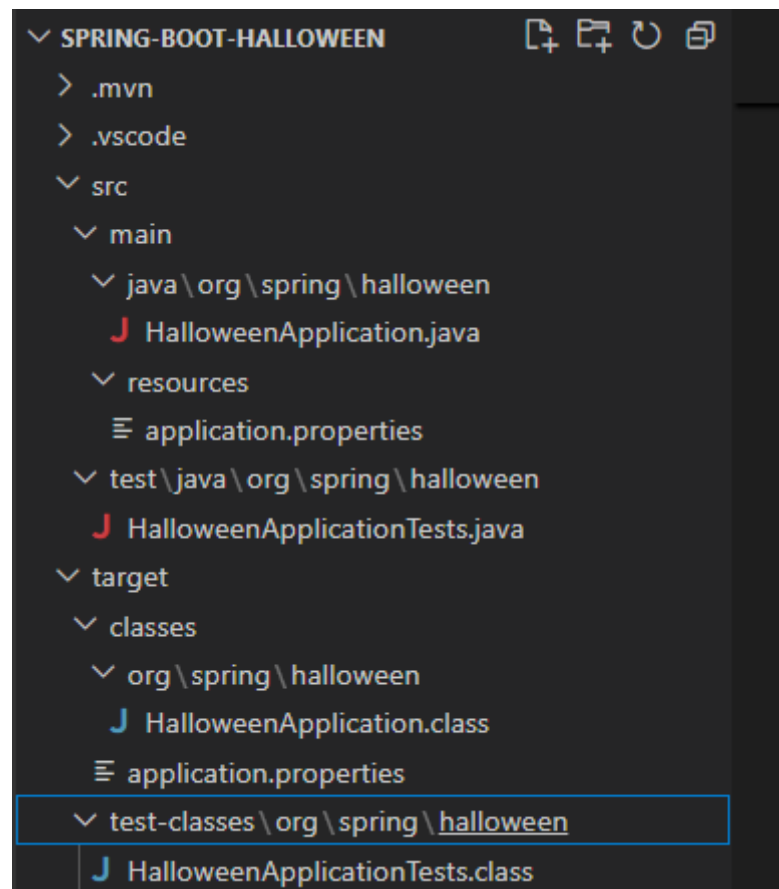 SPRING-BOOT-HALLOWEEN
.mvn
.vscode
src
main
java\org\spring\halloween
J HalloweenApplication.java
resources
application.properties
test\java\org\spring\halloween
J HalloweenApplicationTests.java
target
classes
org\spring\halloween
J HalloweenApplication.class
application.properties
test-classes\org\spring\halloween
J HalloweenApplicationTests.class